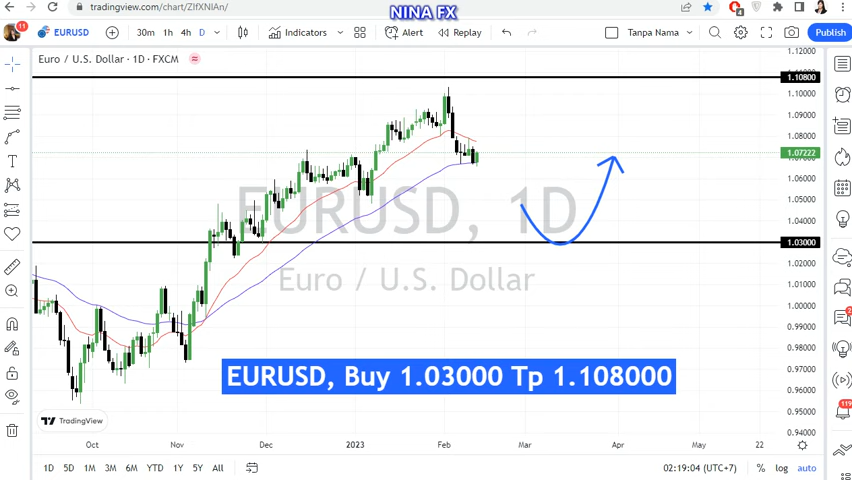 tradingview.com/chart/ZIfXNIAn/
NINA FX
11
EURUSD
30m 1h 4h D
Indicators
Alert
Replay
Tanpa Nama
Publish
Euro / U.S. Dollar · 1D · FXCM
1.12000
1.10800
1.10000
1.09000
1.08000
1.07222
1.06000
1.05000
1.04000
1.03000
1.02000
1.01000
1.00000
0.99000
0.98000
0.97000
0.96000
0.95000
0.94000
EURUSD, 1D
Euro / U.S. Dollar
EURUSD, Buy 1.03000 Tp 1.108000
TradingView
Oct Nov Dec 2023 Feb Mar Apr May 22
1D 5D 1M 3M 6M YTD 1Y 5Y All
02:19:04 (UTC+7) % log auto